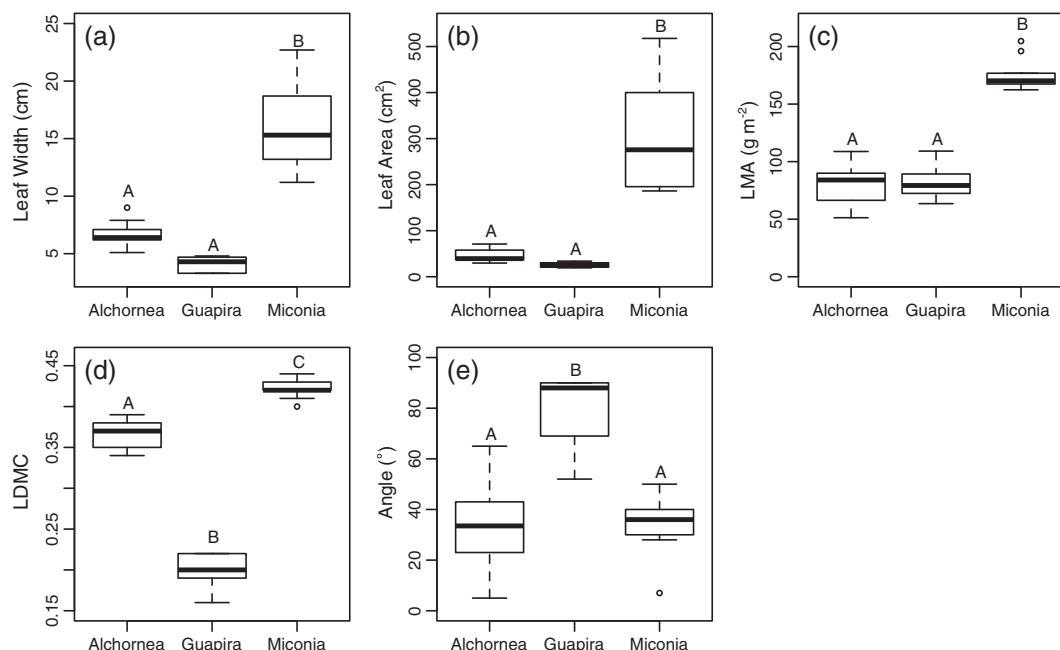 (a)
Leaf Width (cm)
25
20
15
10
5
A
A
B
Alchornea Guapira Miconia
(b)
Leaf Area (cm²)
500
400
300
200
100
0
A
A
B
Alchornea Guapira Miconia
(c)
LMA (g m⁻²)
200
150
100
50
0
A
A
B
Alchornea Guapira Miconia
(d)
LDMC
0.45
0.35
0.25
0.15
A
B
C
Alchornea Guapira Miconia
(e)
Angle (°)
100
80
60
40
20
0
A
B
A
Alchornea Guapira Miconia